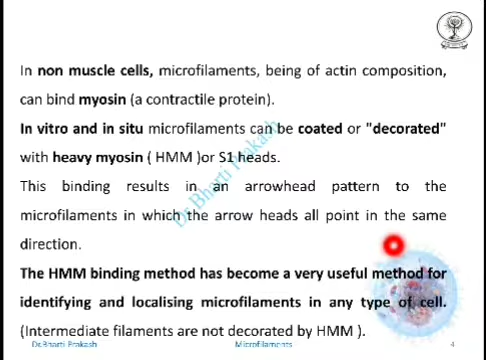 In non muscle cells, microfilaments, being of actin composition,
can bind myosin (a contractile protein).
In vitro and in situ microfilaments can be coated or "decorated"
with heavy myosin ( HMM )or S1 heads.
This binding results in an arrowhead pattern to the
microfilaments in which the arrow heads all point in the same
direction.
The HMM binding method has become a very useful method for
identifying and localising microfilaments in any type of cell.
(Intermediate filaments are not decorated by HMM ).
Dr.Bharti Prakash
Dr.Bharti Prakash Microfilaments 4